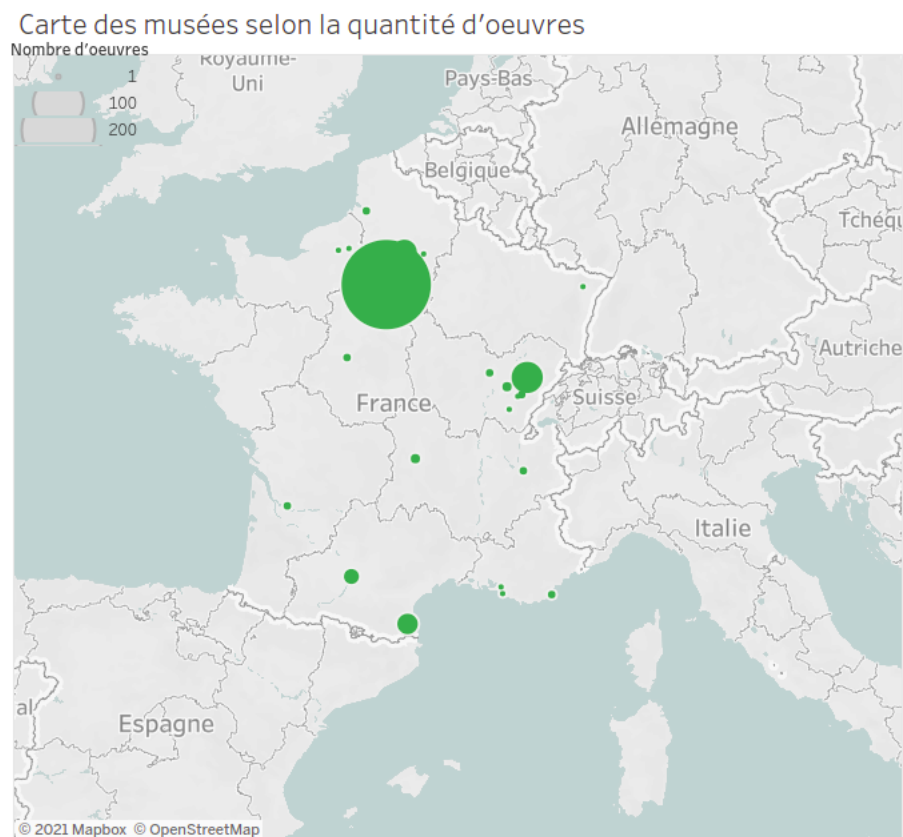 Carte des musées selon la quantité d'oeuvres
Nombre d'oeuvres
1
100
200
Royaume-
Uni
Pays-Bas
Allemagne
Belgique
Tchéqu
Autriche
France
Suisse
Italie
al
Espagne
© 2021 Mapbox © OpenStreetMap